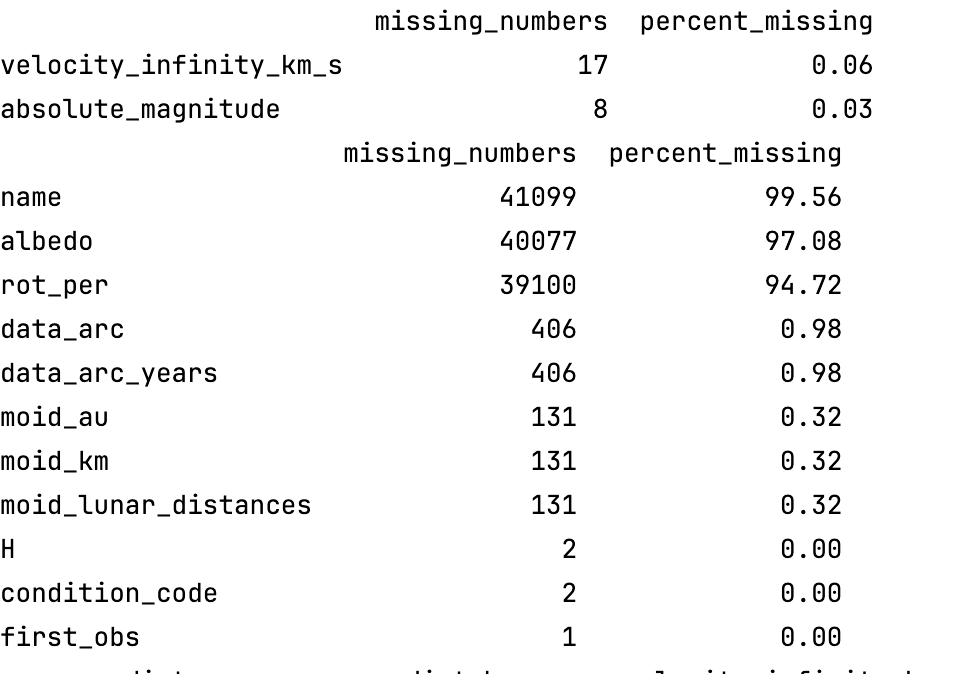 missing_numbers percent_missing
velocity_infinity_km_s 17 0.06
absolute_magnitude 8 0.03
missing_numbers percent_missing
name 41099 99.56
albedo 40077 97.08
rot_per 39100 94.72
data_arc 406 0.98
data_arc_years 406 0.98
moid_au 131 0.32
moid_km 131 0.32
moid_lunar_distances 131 0.32
H 2 0.00
condition_code 2 0.00
first_obs 1 0.00